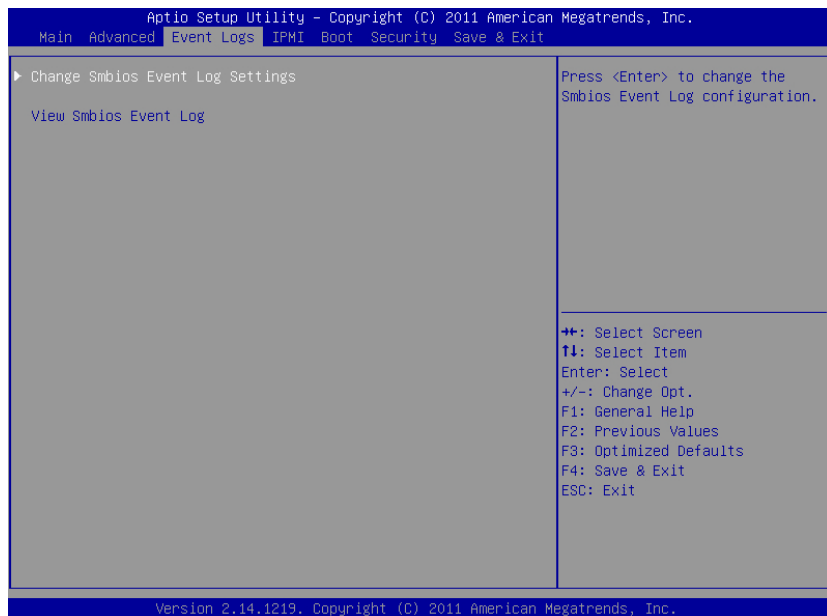 Aptio Setup Utility – Copyright (C) 2011 American Megatrends, Inc.
Main Advanced Event Logs IPMI Boot Security Save & Exit
▶ Change Smbios Event Log Settings
View Smbios Event Log
Press <Enter> to change the
Smbios Event Log configuration.
→←: Select Screen
↑↓: Select Item
Enter: Select
+/-: Change Opt.
F1: General Help
F2: Previous Values
F3: Optimized Defaults
F4: Save & Exit
ESC: Exit
Version 2.14.1219. Copyright (C) 2011 American Megatrends, Inc.